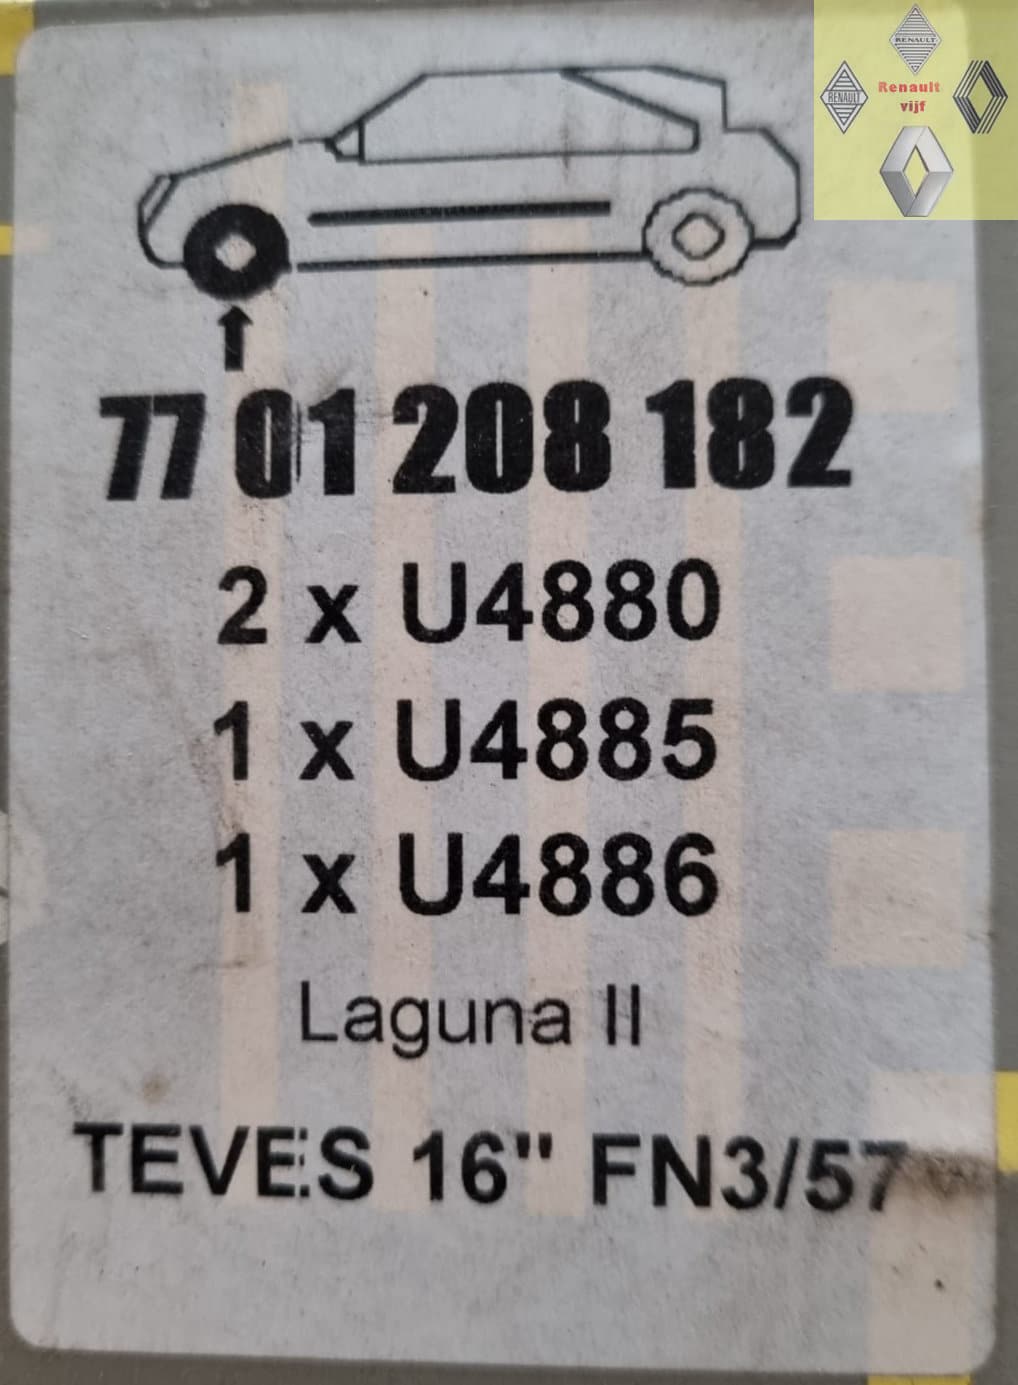 RENAULT
RENAULT
Renault
vijf
77 01 208 182
2 x U4880
1 x U4885
1 x U4886
Laguna II
TEVES 16" FN3/57